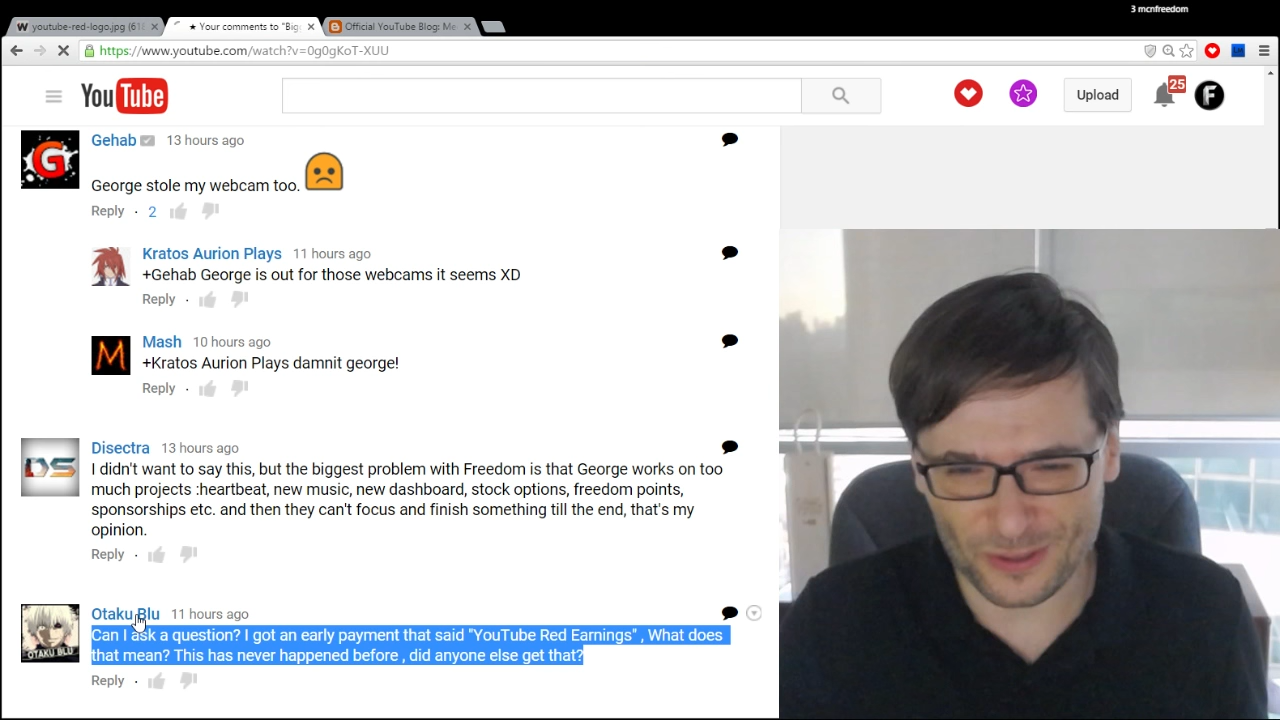 3 mcnfreedom
youtube-red-logo.jpg (618
★ Your comments to "Big
Official YouTube Blog: Me
https://www.youtube.com/watch?v=0g0gKoT-XUU
YouTube
Upload
25
F
G
Gehab 13 hours ago
George stole my webcam too.
Reply · 2
Kratos Aurion Plays 11 hours ago
+Gehab George is out for those webcams it seems XD
Reply ·
M
Mash 10 hours ago
+Kratos Aurion Plays damnit george!
Reply ·
DS
Disectra 13 hours ago
I didn't want to say this, but the biggest problem with Freedom is that George works on too
much projects :heartbeat, new music, new dashboard, stock options, freedom points,
sponsorships etc. and then they can't focus and finish something till the end, that's my
opinion.
Reply ·
OTAKU BLU
Otaku Blu 11 hours ago
Can I ask a question? I got an early payment that said "YouTube Red Earnings" , What does
that mean? This has never happened before , did anyone else get that?
Reply ·